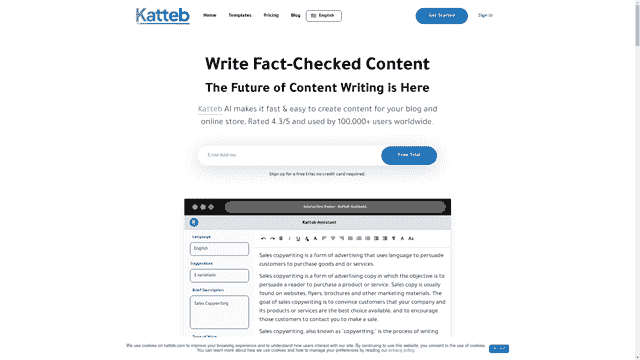 Katteb
Home Templates Pricing Blog English Get Started Sign in
Write Fact-Checked Content
The Future of Content Writing is Here
Katteb AI makes it fast & easy to create content for your blog and
online store, Rated 4.3/5 and used by 100,000+ users worldwide.
Email Address Free Trial
Sign up for a free trial, no credit card required.
Katteb Assistant
Language
English
Suggestions
3 variations
Brief Description
Sales Copywriting
Sales copywriting is a form of advertising that uses language to persuade
customers to purchase goods and or services.
Sales copywriting is a form of advertising copy in which the objective is to
persuade a reader to purchase a product or service. Sales copy is usually
found on websites, flyers, brochures and other marketing materials. The
goal of sales copywriting is to convince customers that your company and
its products or services are the best choice available, and to encourage
those customers to contact you to make a sale.
Sales copywriting, also known as "copywriting," is the process of writing
We use cookies on katteb.com to improve your browsing experience and to understand how users interact with our site. By continuing to use this website, you consent to the use of cookies.
You can learn more about how we use cookies and how to manage your preferences by reading our privacy policy.